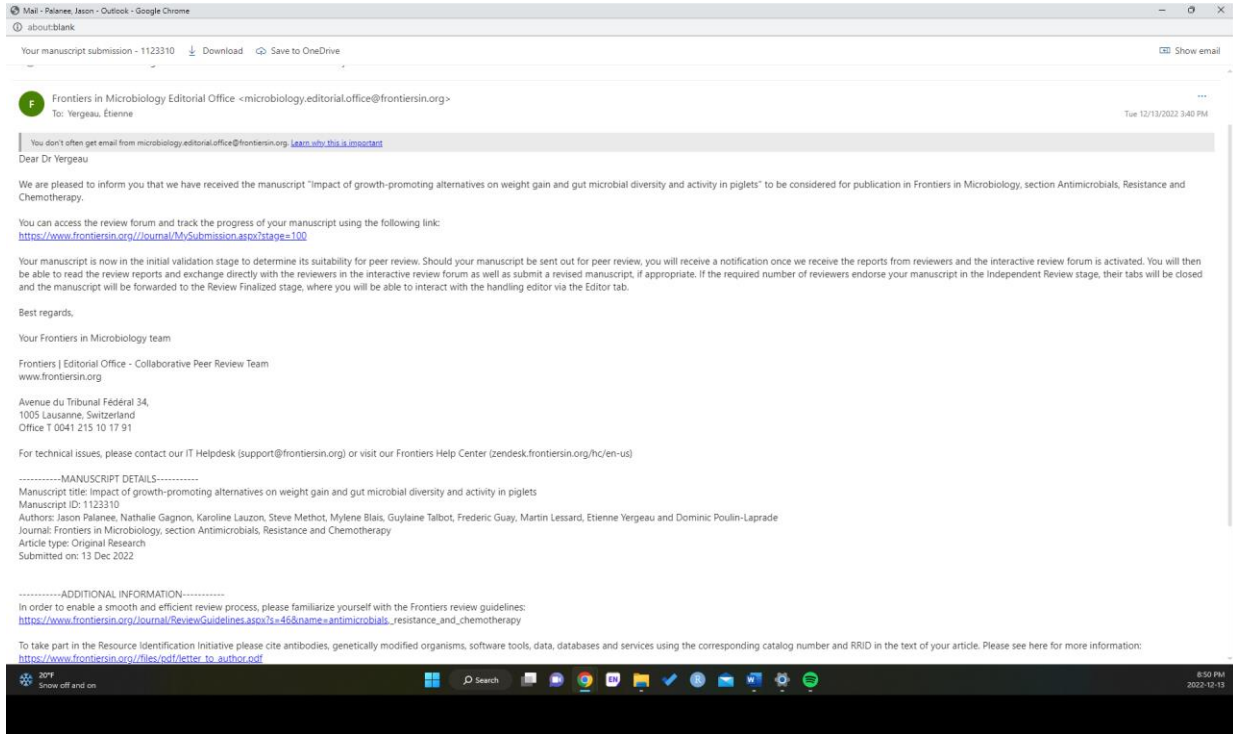 Mail - Palanee, Jason - Outlook - Google Chrome
about:blank
Your manuscript submission - 1123310 Download Save to OneDrive Show email
F
Frontiers in Microbiology Editorial Office <microbiology.editorial.office@frontiersin.org>
To: Yergeau, Étienne
Tue 12/13/2022 3:40 PM
You don't often get email from microbiology.editorial.office@frontiersin.org. Learn why this is important
Dear Dr Yergeau
We are pleased to inform you that we have received the manuscript "Impact of growth-promoting alternatives on weight gain and gut microbial diversity and activity in piglets" to be considered for publication in Frontiers in Microbiology, section Antimicrobials, Resistance and
Chemotherapy.
You can access the review forum and track the progress of your manuscript using the following link:
https://www.frontiersin.org//Journal/MySubmission.aspx?stage=100
Your manuscript is now in the initial validation stage to determine its suitability for peer review. Should your manuscript be sent out for peer review, you will receive a notification once we receive the reports from reviewers and the interactive review forum is activated. You will then
be able to read the review reports and exchange directly with the reviewers in the interactive review forum as well as submit a revised manuscript, if appropriate. If the required number of reviewers endorse your manuscript in the Independent Review stage, their tabs will be closed
and the manuscript will be forwarded to the Review Finalized stage, where you will be able to interact with the handling editor via the Editor tab.
Best regards,
Your Frontiers in Microbiology team
Frontiers | Editorial Office - Collaborative Peer Review Team
www.frontiersin.org
Avenue du Tribunal Fédéral 34,
1005 Lausanne, Switzerland
Office T 0041 215 10 17 91
For technical issues, please contact our IT Helpdesk (support@frontiersin.org) or visit our Frontiers Help Center (zendesk.frontiersin.org/hc/en-us)
-----------MANUSCRIPT DETAILS-----------
Manuscript title: Impact of growth-promoting alternatives on weight gain and gut microbial diversity and activity in piglets
Manuscript ID: 1123310
Authors: Jason Palanee, Nathalie Gagnon, Karoline Lauzon, Steve Methot, Mylene Blais, Guylaine Talbot, Frederic Guay, Martin Lessard, Etienne Yergeau and Dominic Poulin-Laprade
Journal: Frontiers in Microbiology, section Antimicrobials, Resistance and Chemotherapy
Article type: Original Research
Submitted on: 13 Dec 2022
-----------ADDITIONAL INFORMATION-----------
In order to enable a smooth and efficient review process, please familiarize yourself with the Frontiers review guidelines:
https://www.frontiersin.org/Journal/ReviewGuidelines.aspx?s=46&name=antimicrobials,_resistance_and_chemotherapy
To take part in the Resource Identification Initiative please cite antibodies, genetically modified organisms, software tools, data, databases and services using the corresponding catalog number and RRID in the text of your article. Please see here for more information:
https://www.frontiersin.org//files/pdf/letter_to_author.pdf
20°F
Snow off and on
Search
EN
R
W
8:50 PM
2022-12-13